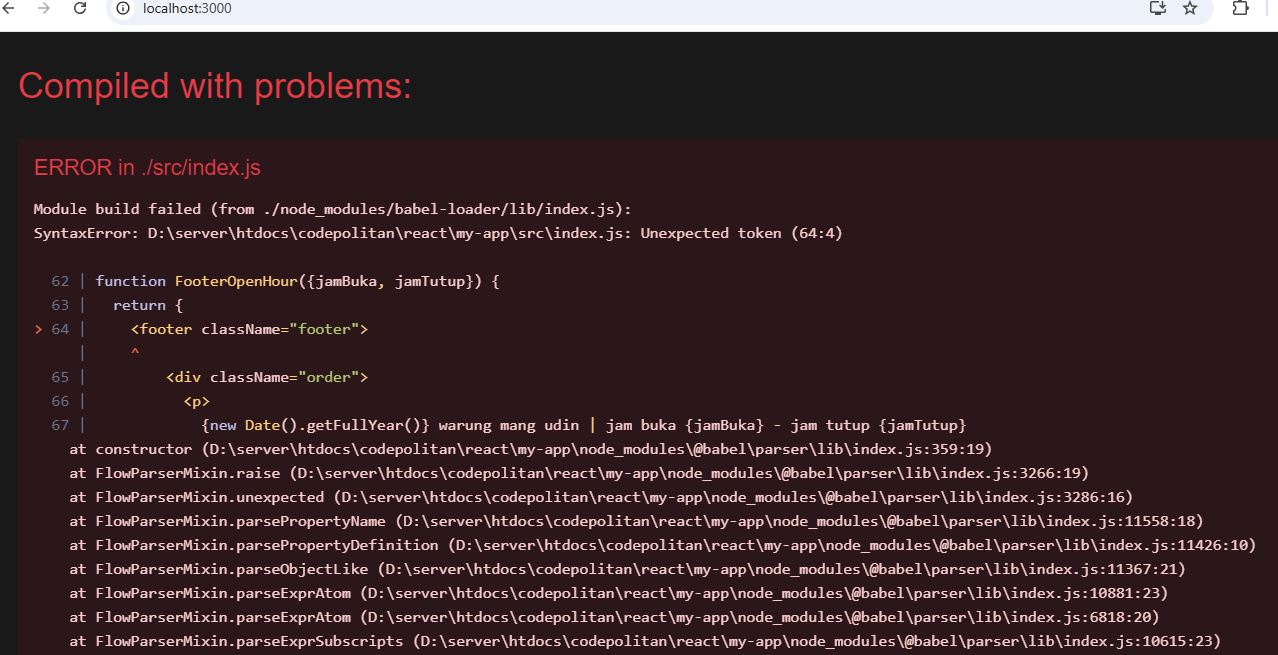 localhost:3000
Compiled with problems:
ERROR in ./src/index.js
Module build failed (from ./node_modules/babel-loader/lib/index.js):
SyntaxError: D:\server\htdocs\codepolitan\react\my-app\src\index.js: Unexpected token (64:4)
62 | function FooterOpenHour({jamBuka, jamTutup}) {
63 |   return {
> 64 |     <footer className="footer">
|     ^
65 |         <div className="order">
66 |           <p>
67 |             {new Date().getFullYear()} warung mang udin | jam buka {jamBuka} - jam tutup {jamTutup}
at constructor (D:\server\htdocs\codepolitan\react\my-app\node_modules\@babel\parser\lib\index.js:359:19)
at FlowParserMixin.raise (D:\server\htdocs\codepolitan\react\my-app\node_modules\@babel\parser\lib\index.js:3266:19)
at FlowParserMixin.unexpected (D:\server\htdocs\codepolitan\react\my-app\node_modules\@babel\parser\lib\index.js:3286:16)
at FlowParserMixin.parsePropertyName (D:\server\htdocs\codepolitan\react\my-app\node_modules\@babel\parser\lib\index.js:11558:18)
at FlowParserMixin.parsePropertyDefinition (D:\server\htdocs\codepolitan\react\my-app\node_modules\@babel\parser\lib\index.js:11426:10)
at FlowParserMixin.parseObjectLike (D:\server\htdocs\codepolitan\react\my-app\node_modules\@babel\parser\lib\index.js:11367:21)
at FlowParserMixin.parseExprAtom (D:\server\htdocs\codepolitan\react\my-app\node_modules\@babel\parser\lib\index.js:10881:23)
at FlowParserMixin.parseExprAtom (D:\server\htdocs\codepolitan\react\my-app\node_modules\@babel\parser\lib\index.js:6818:20)
at FlowParserMixin.parseExprSubscripts (D:\server\htdocs\codepolitan\react\my-app\node_modules\@babel\parser\lib\index.js:10615:23)